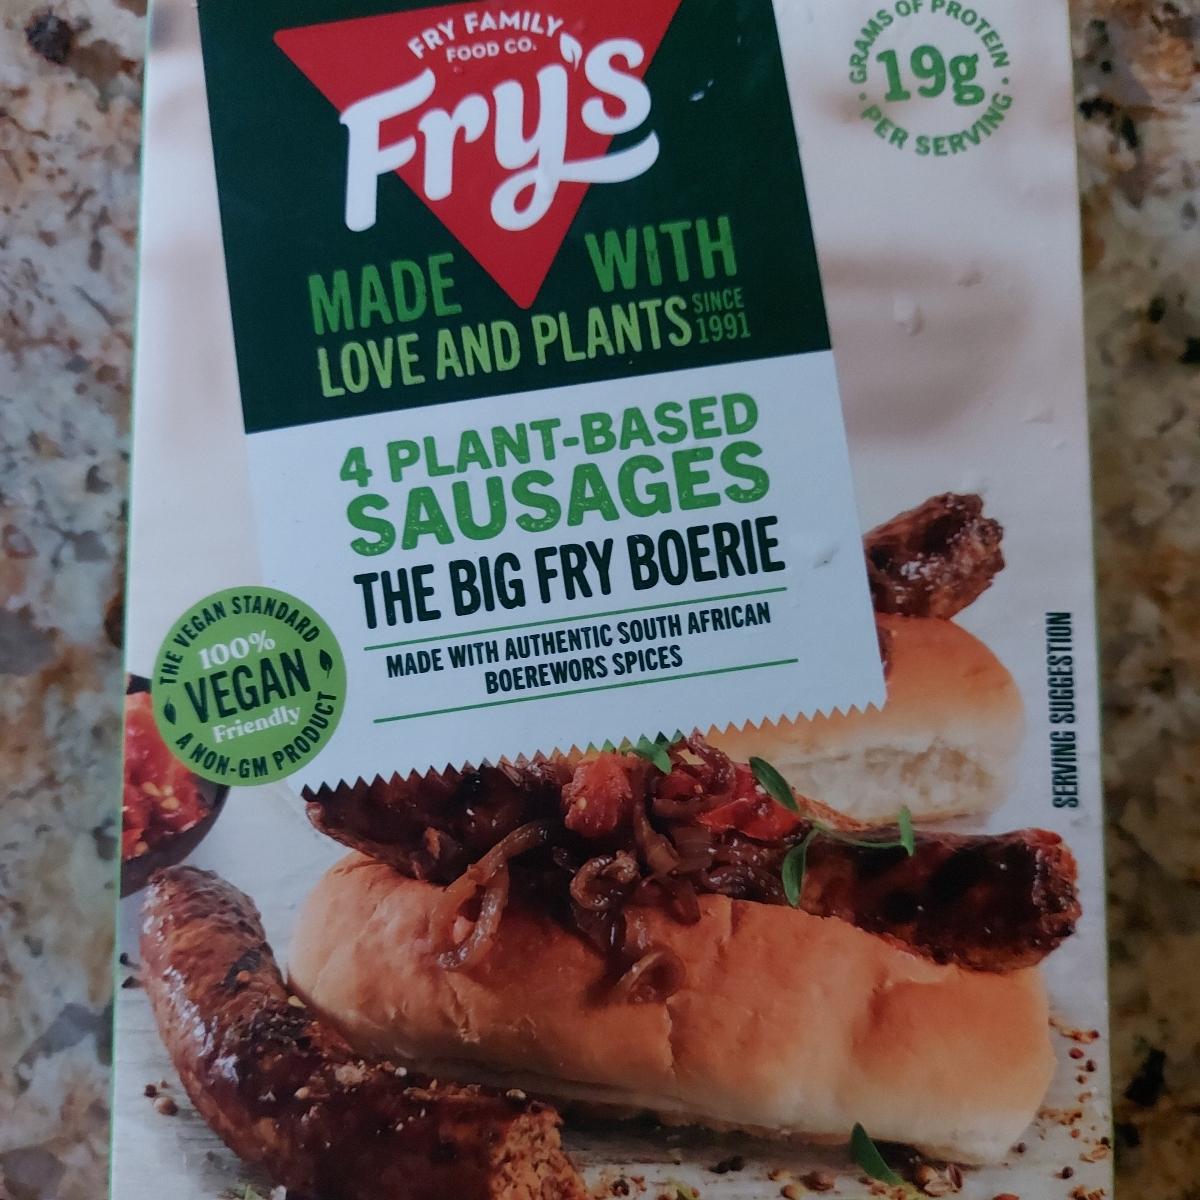 FRY FAMILY
FOOD CO.
Fry's
MADE WITH
LOVE AND PLANTS
SINCE
1991
GRAMS OF PROTEIN
19g
PER SERVING
4 PLANT-BASED
SAUSAGES
THE BIG FRY BOERIE
MADE WITH AUTHENTIC SOUTH AFRICAN
BOEREWORS SPICES
THE VEGAN STANDARD
100%
VEGAN
Friendly
A NON-GM PRODUCT
SERVING SUGGESTION